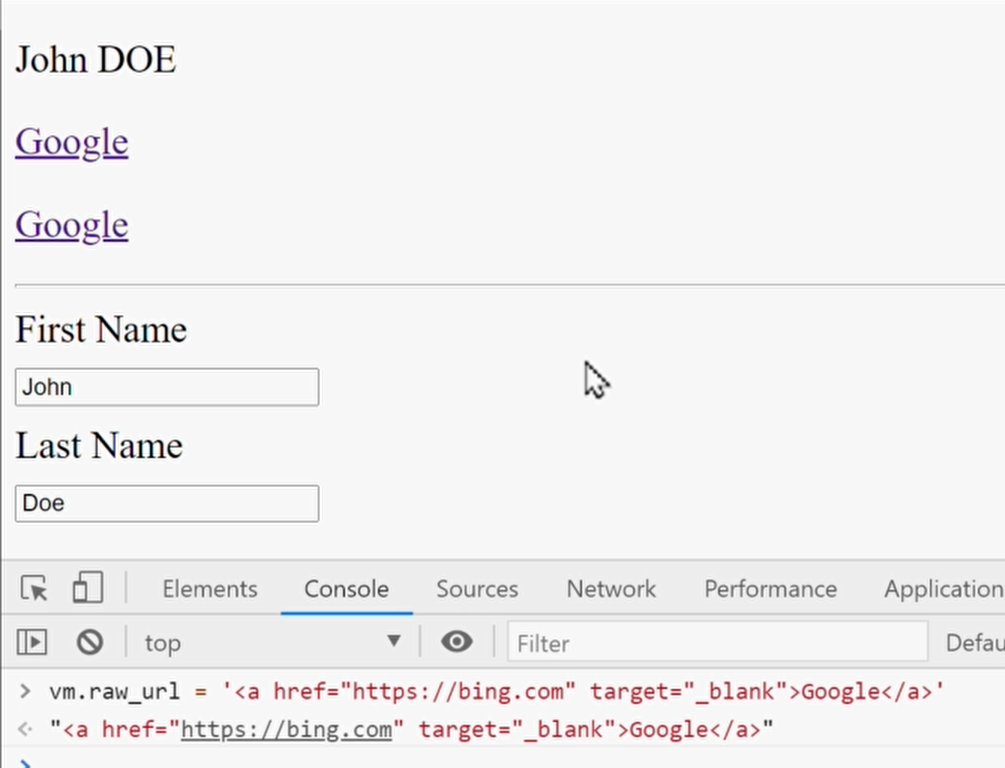 John DOE
Google
Google
First Name
John
Last Name
Doe
Elements Console Sources Network Performance Application
top Filter
vm.raw_url = '<a href="https://bing.com" target="_blank">Google</a>'
"<a href="https://bing.com" target="_blank">Google</a>"